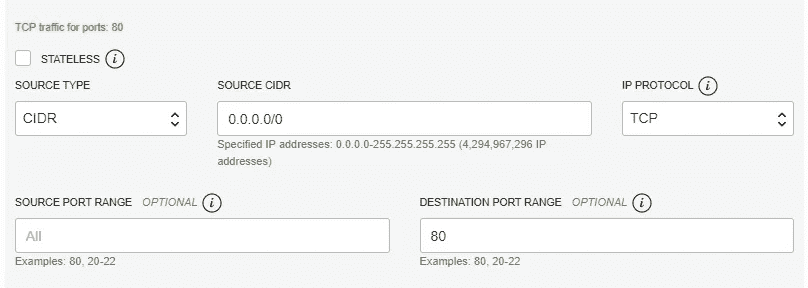 TCP traffic for ports: 80
STATELESS i
SOURCE TYPE SOURCE CIDR IP PROTOCOL i
CIDR 0.0.0.0/0 TCP
Specified IP addresses: 0.0.0.0-255.255.255.255 (4,294,967,296 IP
addresses)
SOURCE PORT RANGE OPTIONAL i DESTINATION PORT RANGE OPTIONAL i
All 80
Examples: 80, 20-22 Examples: 80, 20-22